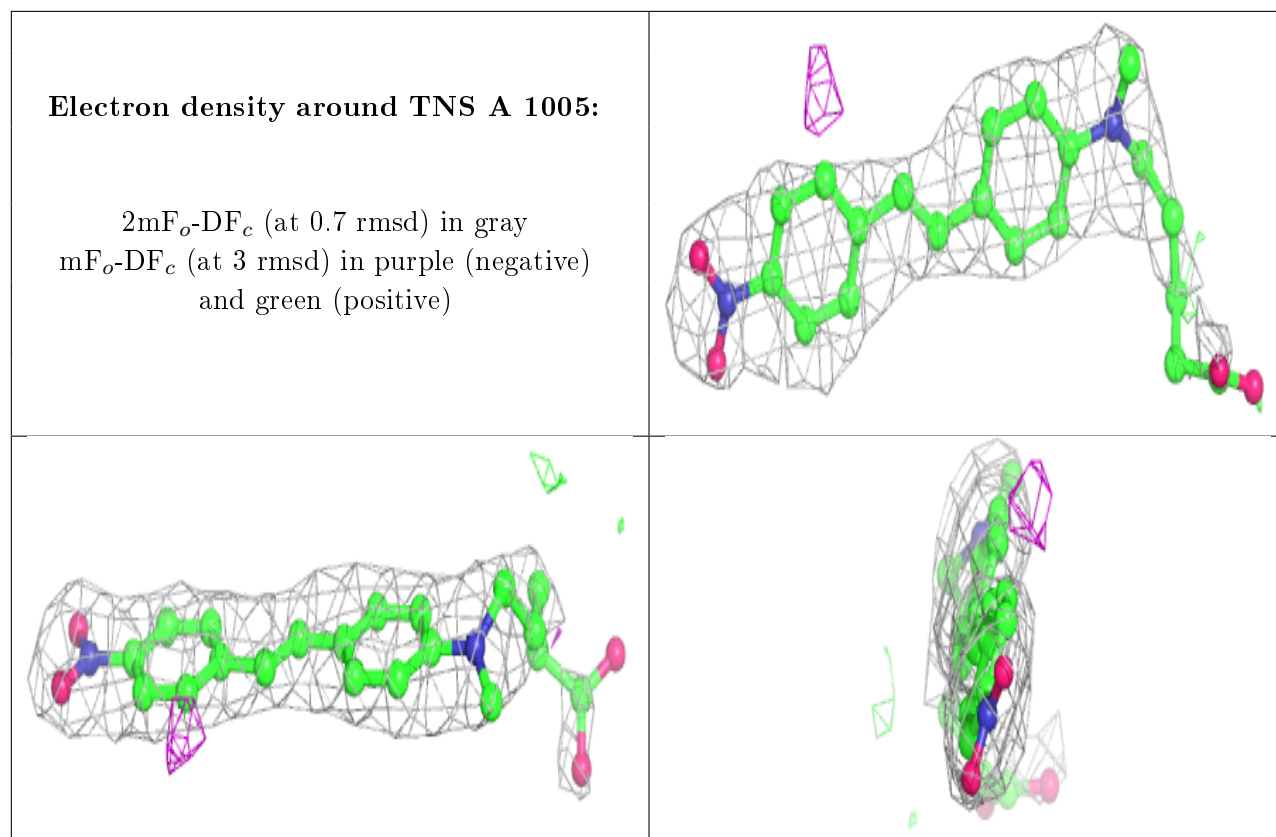 Electron density around TNS A 1005:
2mFo-DFc (at 0.7 rmsd) in gray
mFo-DFc (at 3 rmsd) in purple (negative)
and green (positive)